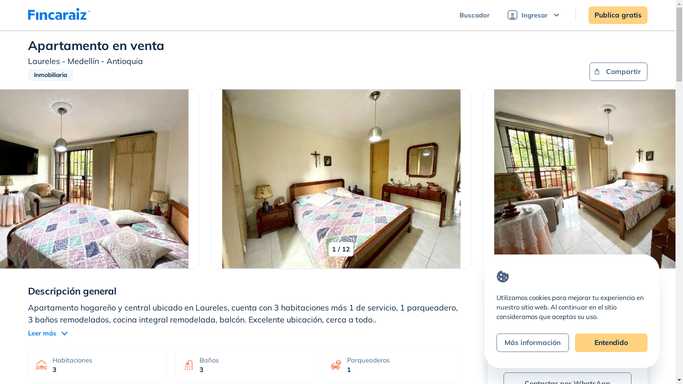 Fincaraiz
Buscador
Ingresar
Publica gratis
Apartamento en venta
Laureles - Medellín - Antioquia
Inmobiliaria
Compartir
1 / 12
Descripción general
Apartamento hogareño y central ubicado en Laureles, cuenta con 3 habitaciones más 1 de servicio, 1 parqueadero,
3 baños remodelados, cocina integral remodelada, balcón. Excelente ubicación, cerca a todo..
Leer más
Habitaciones
3
Baños
3
Parqueaderos
1
Utilizamos cookies para mejorar tu experiencia en
nuestro sitio web. Al continuar en el sitio
consideramos que aceptas su uso.
Más información
Entendido
Contactar por WhatsApp